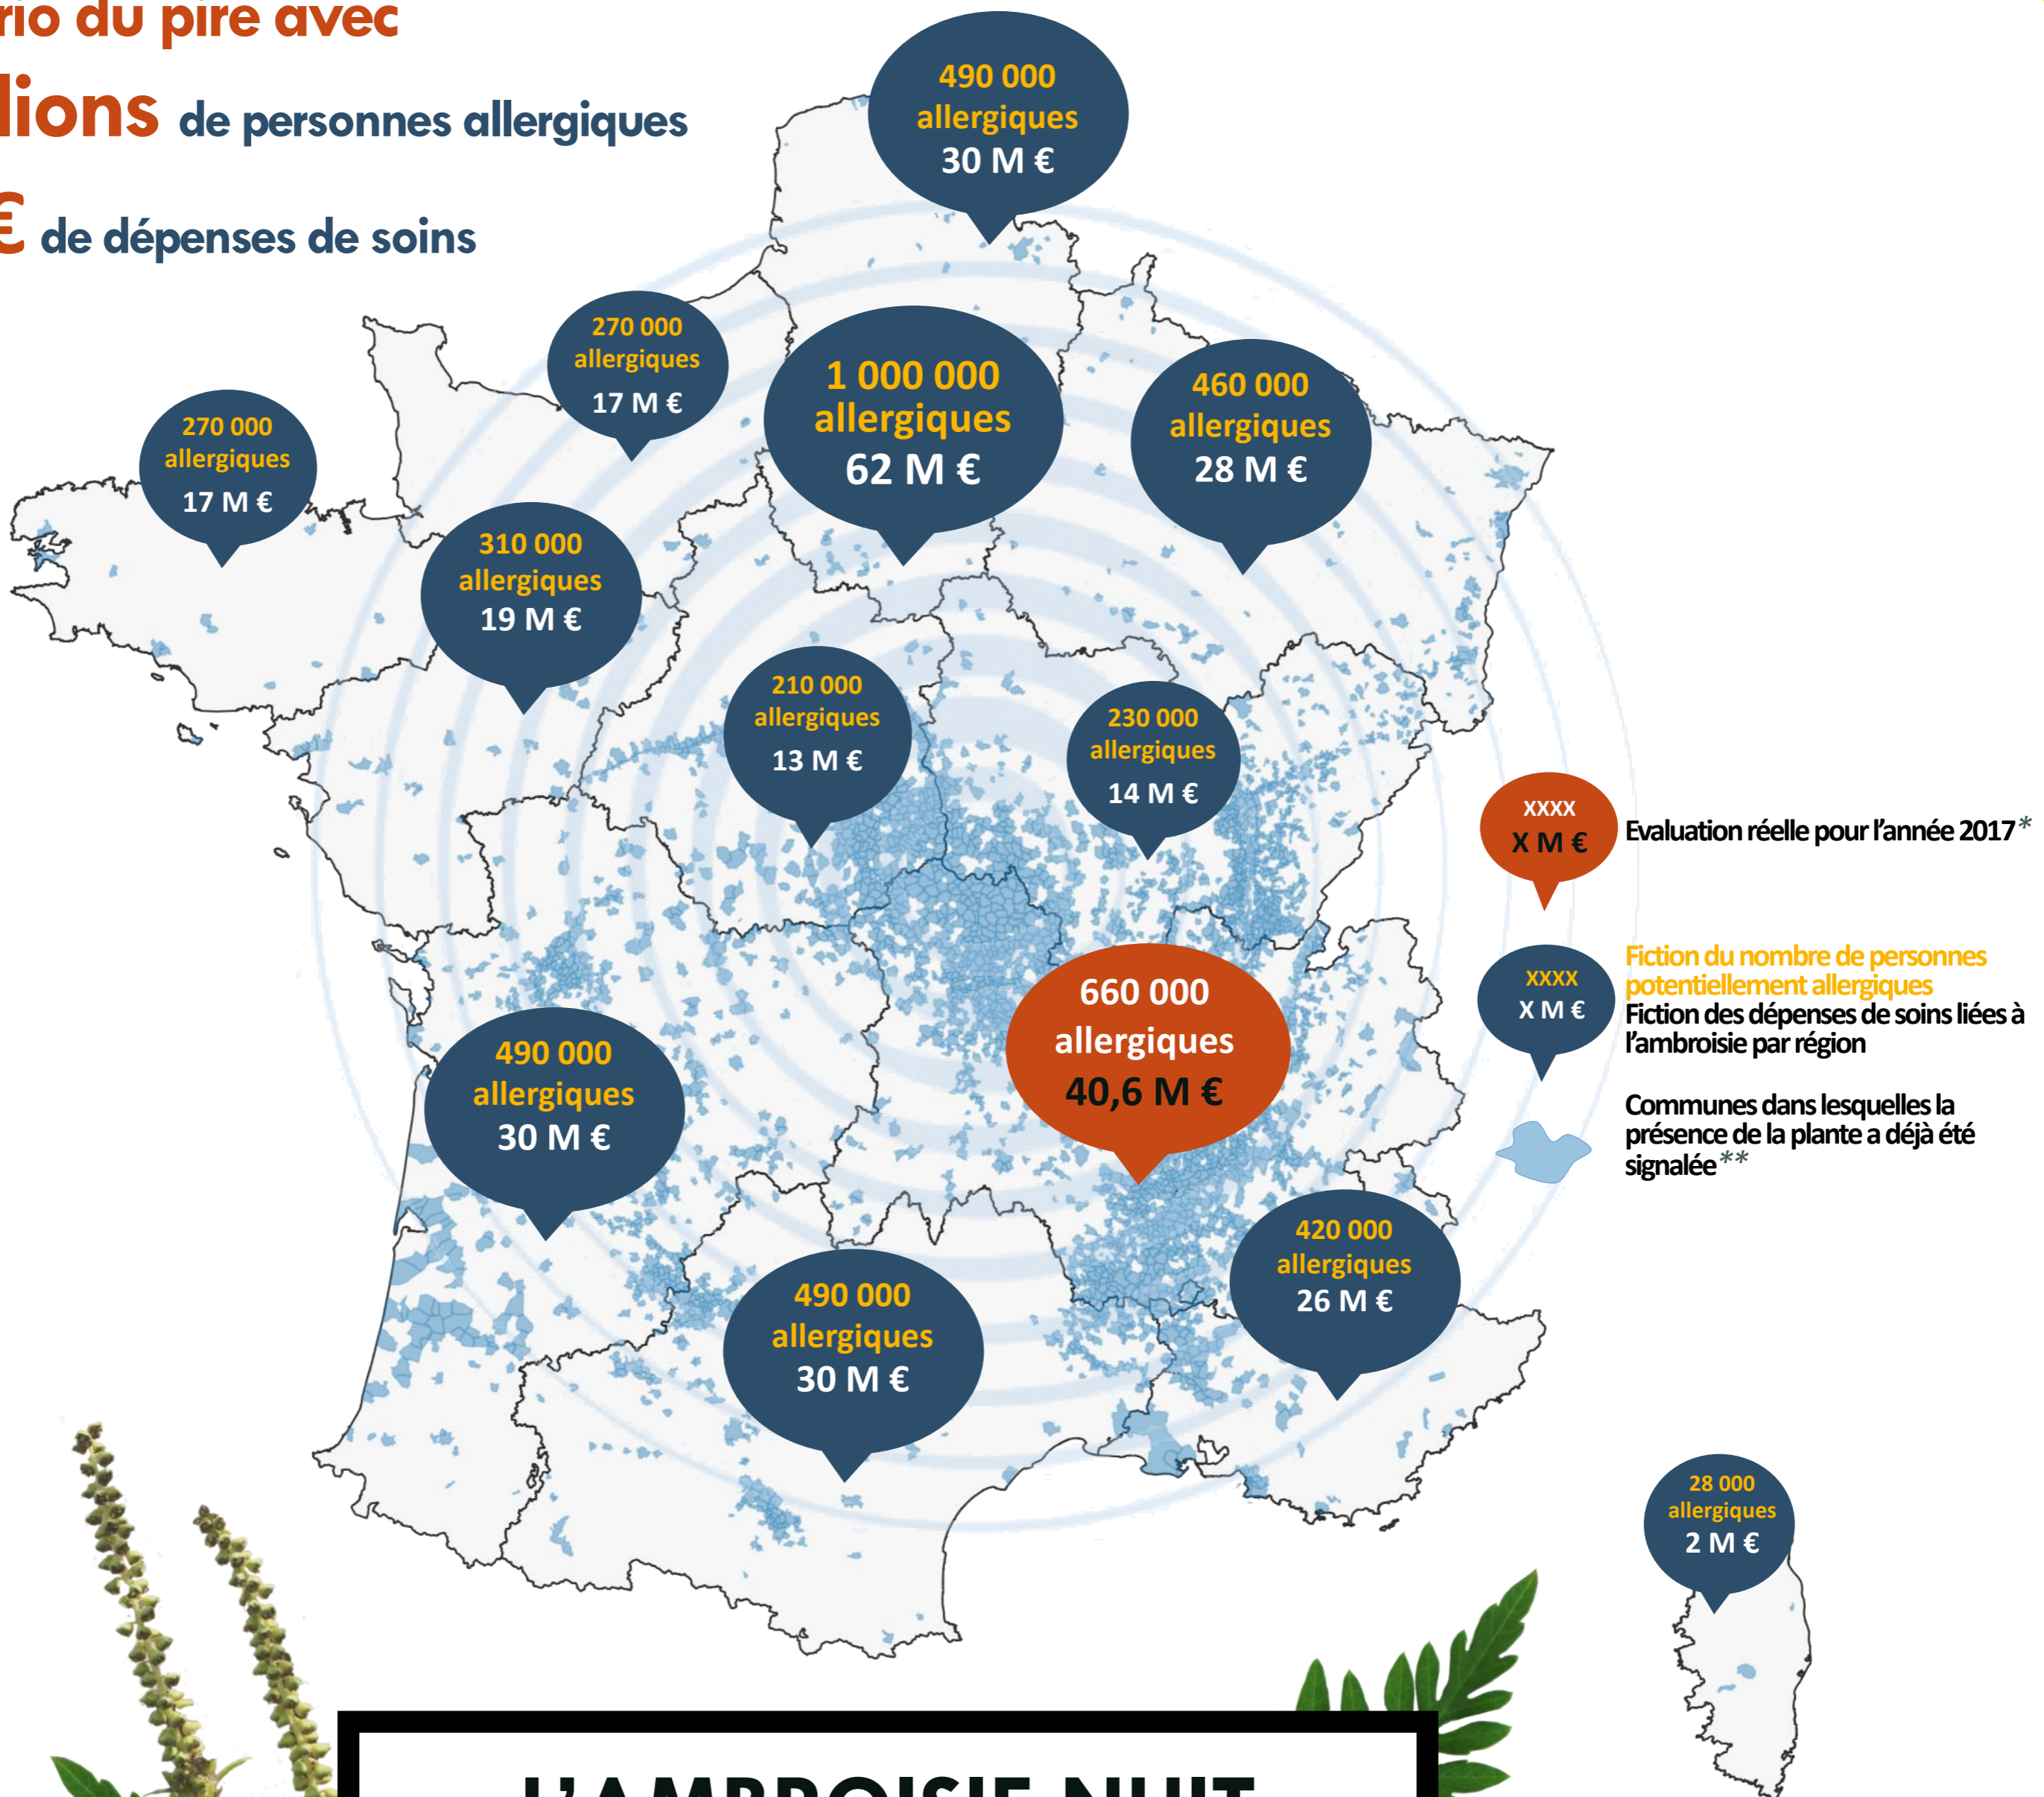 rio du pire avec
lions de personnes allergiques
€ de dépenses de soins
490 000
allergiques
30 M €
270 000
allergiques
17 M €
1 000 000
allergiques
62 M €
460 000
allergiques
28 M €
270 000
allergiques
17 M €
310 000
allergiques
19 M €
210 000
allergiques
13 M €
230 000
allergiques
14 M €
XXXX
X M €
Evaluation réelle pour l'année 2017*
XXXX
X M €
Fiction du nombre de personnes
potentiellement allergiques
Fiction des dépenses de soins liées à
l'ambroisie par région
Communes dans lesquelles la
présence de la plante a déjà été
signalée**
660 000
allergiques
40,6 M €
490 000
allergiques
30 M €
420 000
allergiques
26 M €
490 000
allergiques
30 M €
28 000
allergiques
2 M €
L'AMBROISIE NUIT